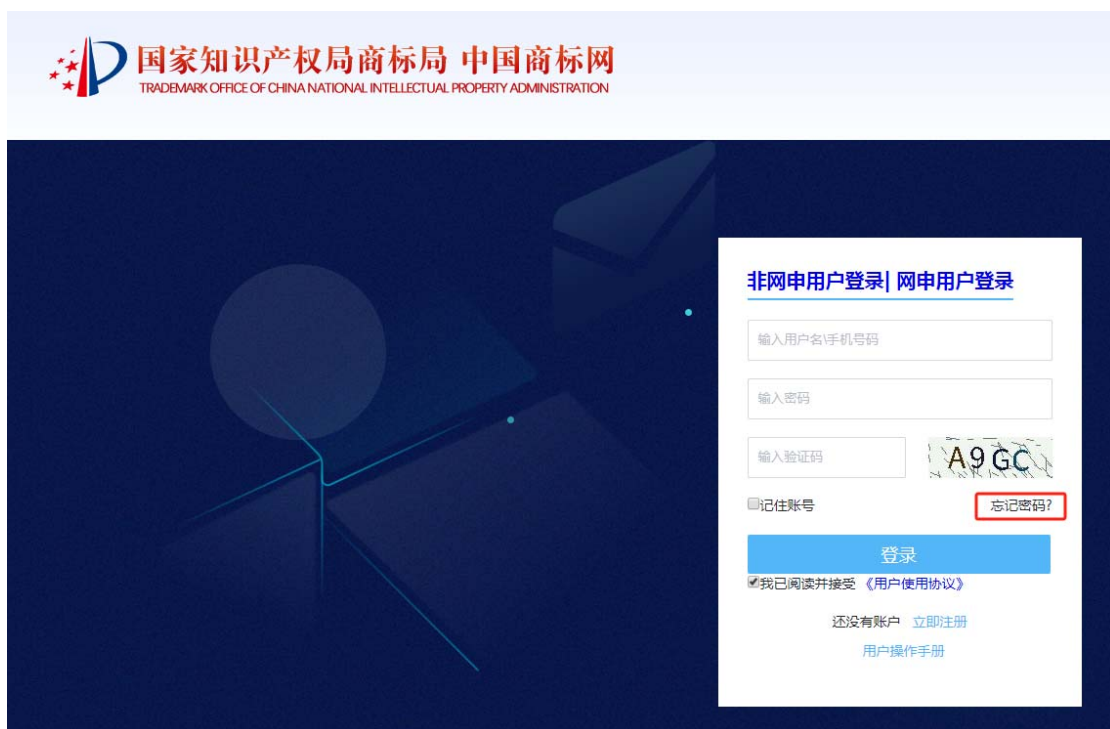 国家知识产权局商标局 中国商标网
TRADEMARK OFFICE OF CHINA NATIONAL INTELLECTUAL PROPERTY ADMINISTRATION
非网申用户登录| 网申用户登录
输入用户名\手机号码
输入密码
输入验证码 A9GC
记住账号 忘记密码?
登录
我已阅读并接受 《用户使用协议》
还没有账户 立即注册
用户操作手册